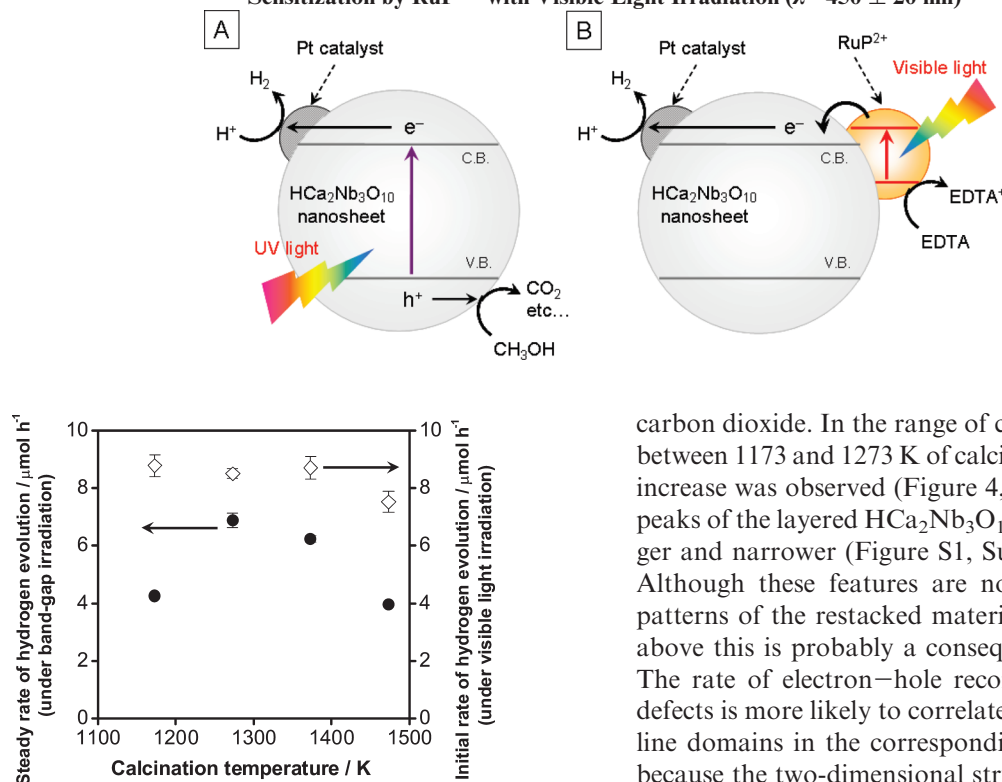 Sensitization by RuP²⁺ with Visible Light Irradiation (λ = 450 ± 20 nm)
A
Pt catalyst
H₂
H⁺
e⁻
C.B.
HCa₂Nb₃O₁₀
nanosheet
UV light
V.B.
h⁺
CO₂
etc...
CH₃OH
B
Pt catalyst
RuP²⁺
Visible light
H₂
H⁺
e⁻
C.B.
HCa₂Nb₃O₁₀
nanosheet
EDTA⁺
EDTA
V.B.
Steady rate of hydrogen evolution / μmol h⁻¹
(under band-gap irradiation)
10
8
6
4
2
0
10
8
6
4
2
0
Initial rate of hydrogen evolution / μmol h⁻¹
(under visible light irradiation)
1100 1200 1300 1400 1500
Calcination temperature / K
carbon dioxide. In the range of c
between 1173 and 1273 K of calci
increase was observed (Figure 4,
peaks of the layered HCa₂Nb₃O₁
ger and narrower (Figure S1, Su
Although these features are no
patterns of the restacked materi
above this is probably a conseq
The rate of electron−hole reco
defects is more likely to correlate
line domains in the correspondi
because the two-dimensional str